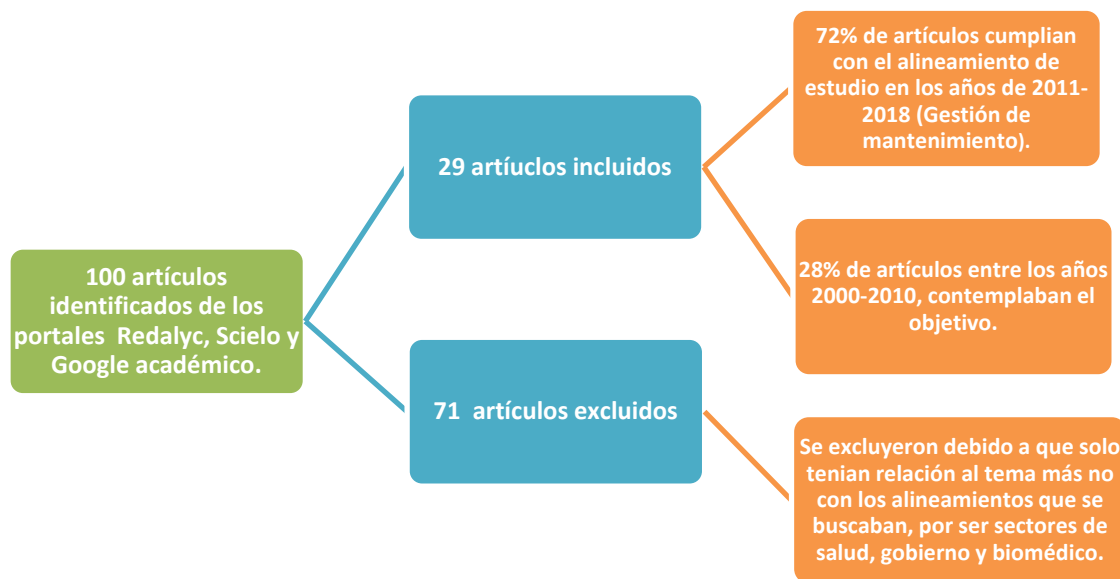 100 artículos
identificados de los
portales Redalyc, Scielo y
Google académico.
29 artíuclos incluidos
71 artículos excluidos
72% de artículos cumplian
con el alineamiento de
estudio en los años de 2011-
2018 (Gestión de
mantenimiento).
28% de artículos entre los años
2000-2010, contemplaban el
objetivo.
Se excluyeron debido a que solo
tenian relación al tema más no
con los alineamientos que se
buscaban, por ser sectores de
salud, gobierno y biomédico.